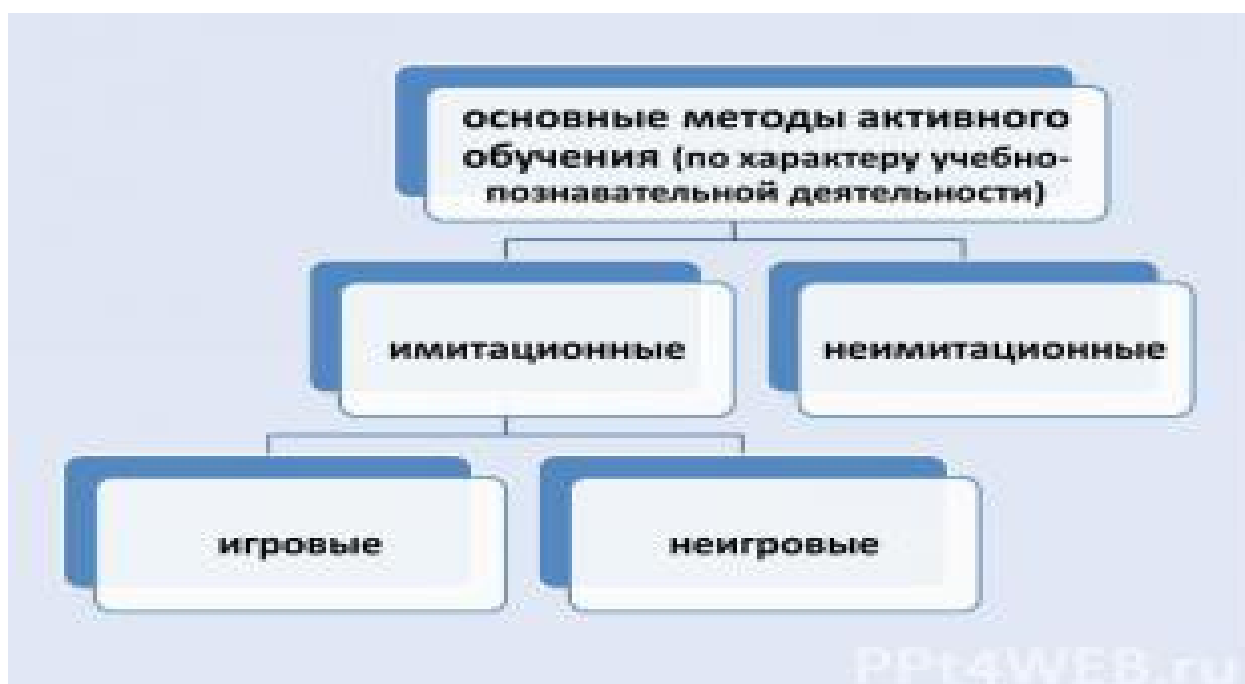 основные методы активного
обучения (по характеру учебно-
познавательной деятельности)
имитационные
неимитационные
игровые
неигровые
PPt4WEB.ru